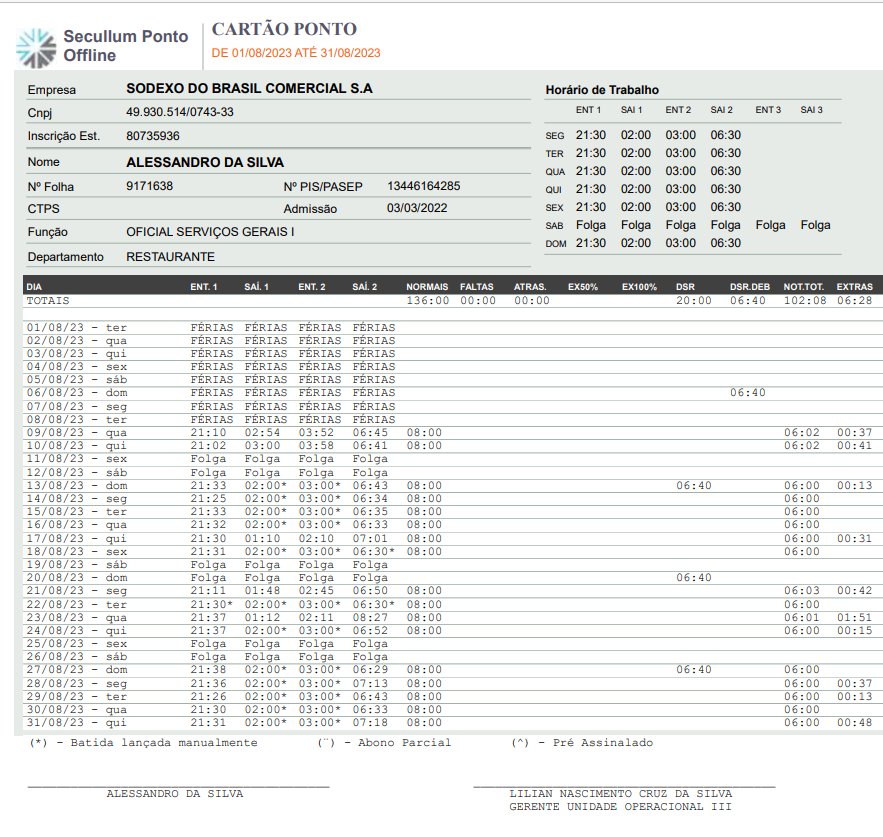 Secullum Ponto
Offline
CARTÃO PONTO
DE 01/08/2023 ATÉ 31/08/2023
Empresa SODEXO DO BRASIL COMERCIAL S.A
Cnpj 49.930.514/0743-33
Inscrição Est. 80735936
Nome ALESSANDRO DA SILVA
Nº Folha 9171638 Nº PIS/PASEP 13446164285
CTPS Admissão 03/03/2022
Função OFICIAL SERVIÇOS GERAIS I
Departamento RESTAURANTE
Horário de Trabalho
ENT 1 SAI 1 ENT 2 SAI 2 ENT 3 SAI 3
SEG 21:30 02:00 03:00 06:30
TER 21:30 02:00 03:00 06:30
QUA 21:30 02:00 03:00 06:30
QUI 21:30 02:00 03:00 06:30
SEX 21:30 02:00 03:00 06:30
SAB Folga Folga Folga Folga Folga Folga
DOM 21:30 02:00 03:00 06:30
DIA ENT. 1 SAÍ. 1 ENT. 2 SAÍ. 2 NORMAIS FALTAS ATRAS. EX50% EX100% DSR DSR.DEB NOT.TOT. EXTRAS
TOTAIS 136:00 00:00 00:00 20:00 06:40 102:08 06:28
01/08/23 - ter FÉRIAS FÉRIAS FÉRIAS FÉRIAS
02/08/23 - qua FÉRIAS FÉRIAS FÉRIAS FÉRIAS
03/08/23 - qui FÉRIAS FÉRIAS FÉRIAS FÉRIAS
04/08/23 - sex FÉRIAS FÉRIAS FÉRIAS FÉRIAS
05/08/23 - sáb FÉRIAS FÉRIAS FÉRIAS FÉRIAS
06/08/23 - dom FÉRIAS FÉRIAS FÉRIAS FÉRIAS 06:40
07/08/23 - seg FÉRIAS FÉRIAS FÉRIAS FÉRIAS
08/08/23 - ter FÉRIAS FÉRIAS FÉRIAS FÉRIAS
09/08/23 - qua 21:10 02:54 03:52 06:45 08:00 06:02 00:37
10/08/23 - qui 21:02 03:00 03:58 06:41 08:00 06:02 00:41
11/08/23 - sex Folga Folga Folga Folga
12/08/23 - sáb Folga Folga Folga Folga
13/08/23 - dom 21:33 02:00* 03:00* 06:43 08:00 06:40 06:00 00:13
14/08/23 - seg 21:25 02:00* 03:00* 06:34 08:00 06:00
15/08/23 - ter 21:33 02:00* 03:00* 06:35 08:00 06:00
16/08/23 - qua 21:32 02:00* 03:00* 06:33 08:00 06:00
17/08/23 - qui 21:30 01:10 02:10 07:01 08:00 06:00 00:31
18/08/23 - sex 21:31 02:00* 03:00* 06:30* 08:00 06:00
19/08/23 - sáb Folga Folga Folga Folga
20/08/23 - dom Folga Folga Folga Folga 06:40
21/08/23 - seg 21:11 01:48 02:45 06:50 08:00 06:03 00:42
22/08/23 - ter 21:30* 02:00* 03:00* 06:30* 08:00 06:00
23/08/23 - qua 21:37 01:12 02:11 08:27 08:00 06:01 01:51
24/08/23 - qui 21:37 02:00* 03:00* 06:52 08:00 06:00 00:15
25/08/23 - sex Folga Folga Folga Folga
26/08/23 - sáb Folga Folga Folga Folga
27/08/23 - dom 21:38 02:00* 03:00* 06:29 08:00 06:40 06:00
28/08/23 - seg 21:36 02:00* 03:00* 07:13 08:00 06:00 00:37
29/08/23 - ter 21:26 02:00* 03:00* 06:43 08:00 06:00 00:13
30/08/23 - qua 21:30 02:00* 03:00* 06:33 08:00 06:00
31/08/23 - qui 21:31 02:00* 03:00* 07:18 08:00 06:00 00:48
(*) - Batida lançada manualmente (¨) - Abono Parcial (^) - Pré Assinalado
ALESSANDRO DA SILVA LILIAN NASCIMENTO CRUZ DA SILVA
GERENTE UNIDADE OPERACIONAL III